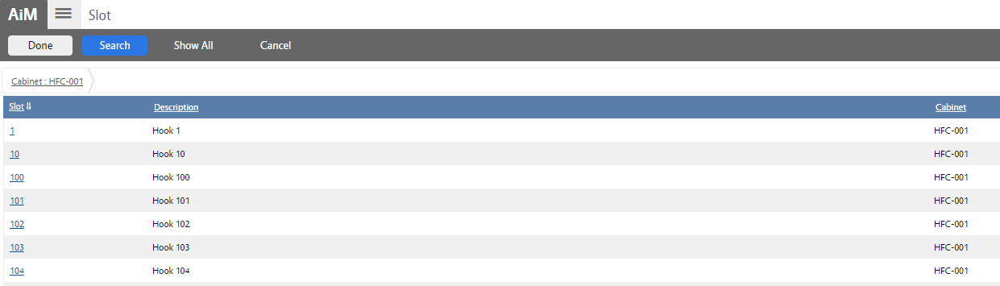 AiM Slot
Done Search Show All Cancel
Cabinet : HFC-001
Slot⇓ Description Cabinet
1 Hook 1 HFC-001
10 Hook 10 HFC-001
100 Hook 100 HFC-001
101 Hook 101 HFC-001
102 Hook 102 HFC-001
103 Hook 103 HFC-001
104 Hook 104 HFC-001